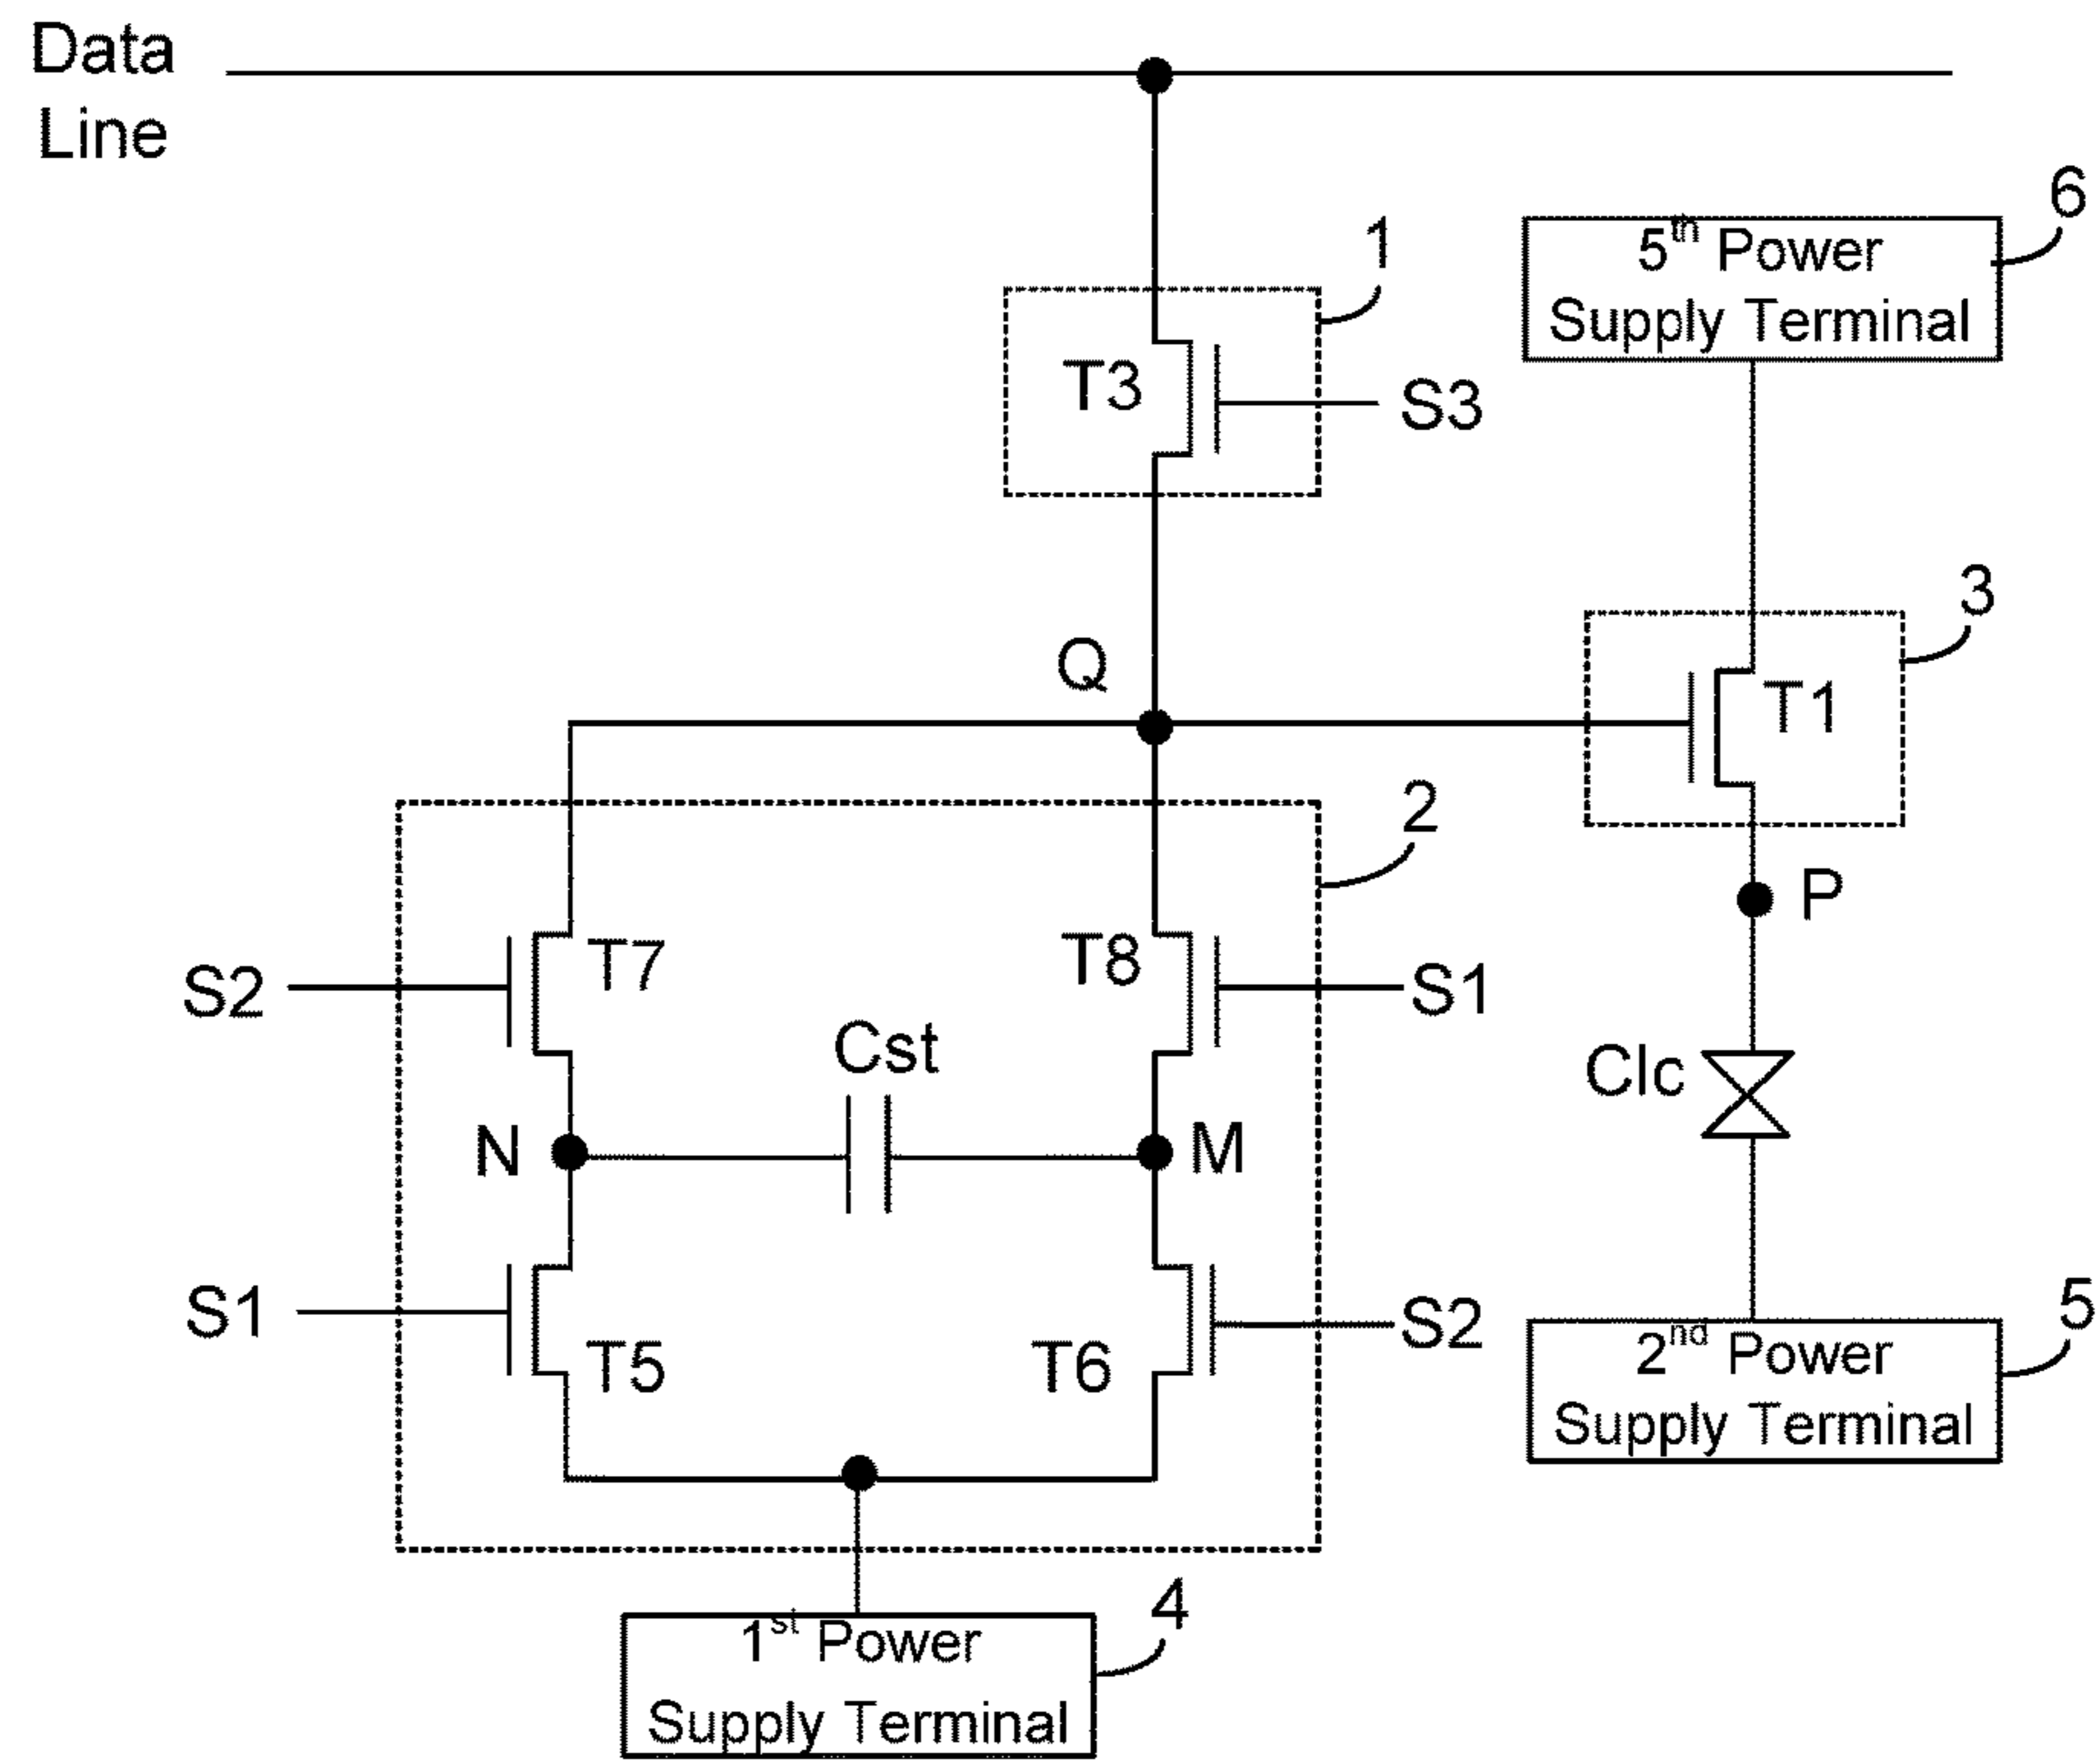 Data
Line
6
5th Power
Supply Terminal
1
T3
S3
3
Q
T1
2
P
S2
T7
T8
S1
Cst
Clc
N
M
S1
T5
T6
S2
5
2nd Power
Supply Terminal
4
1st Power
Supply Terminal